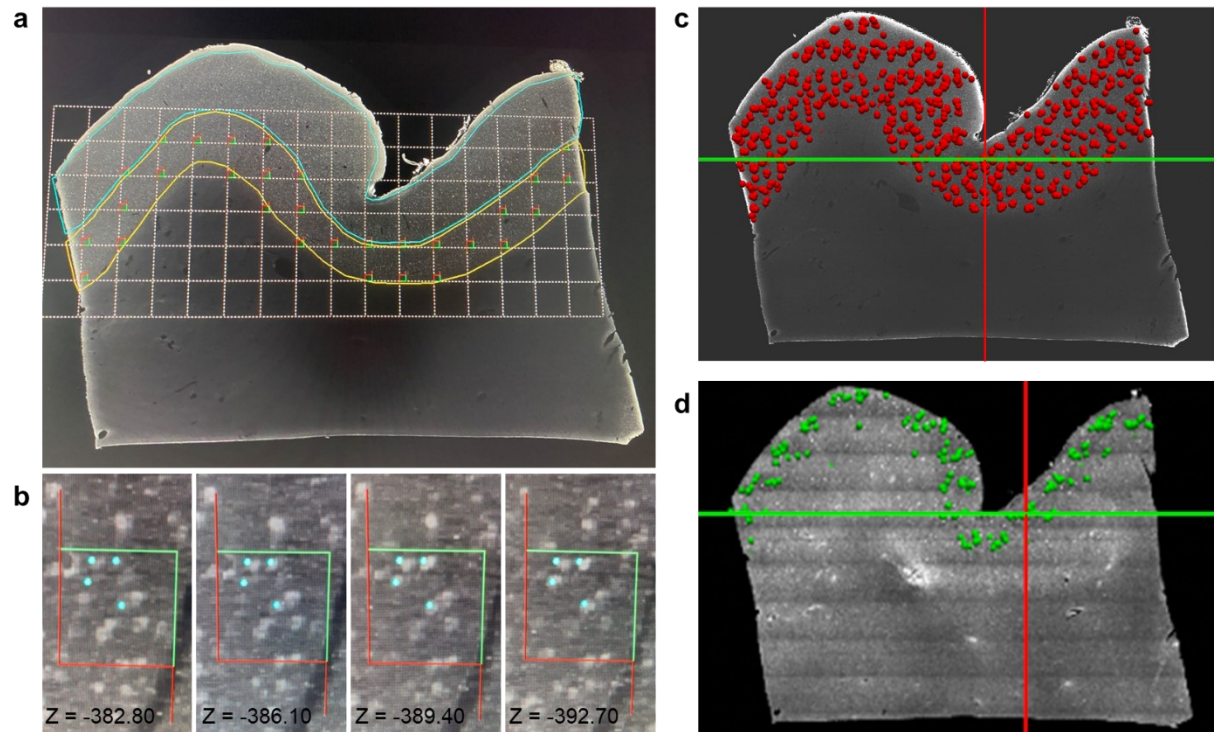 a
b
Z = -382.80
Z = -386.10
Z = -389.40
Z = -392.70
c
d